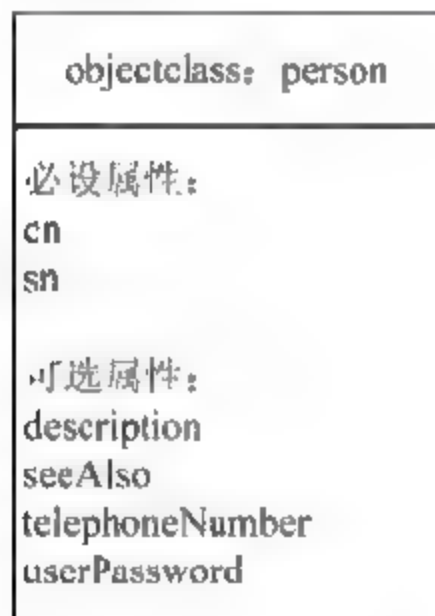 objectclass: person
必设属性:
cn
sn
可选属性:
description
seeAlso
telephoneNumber
userPassword